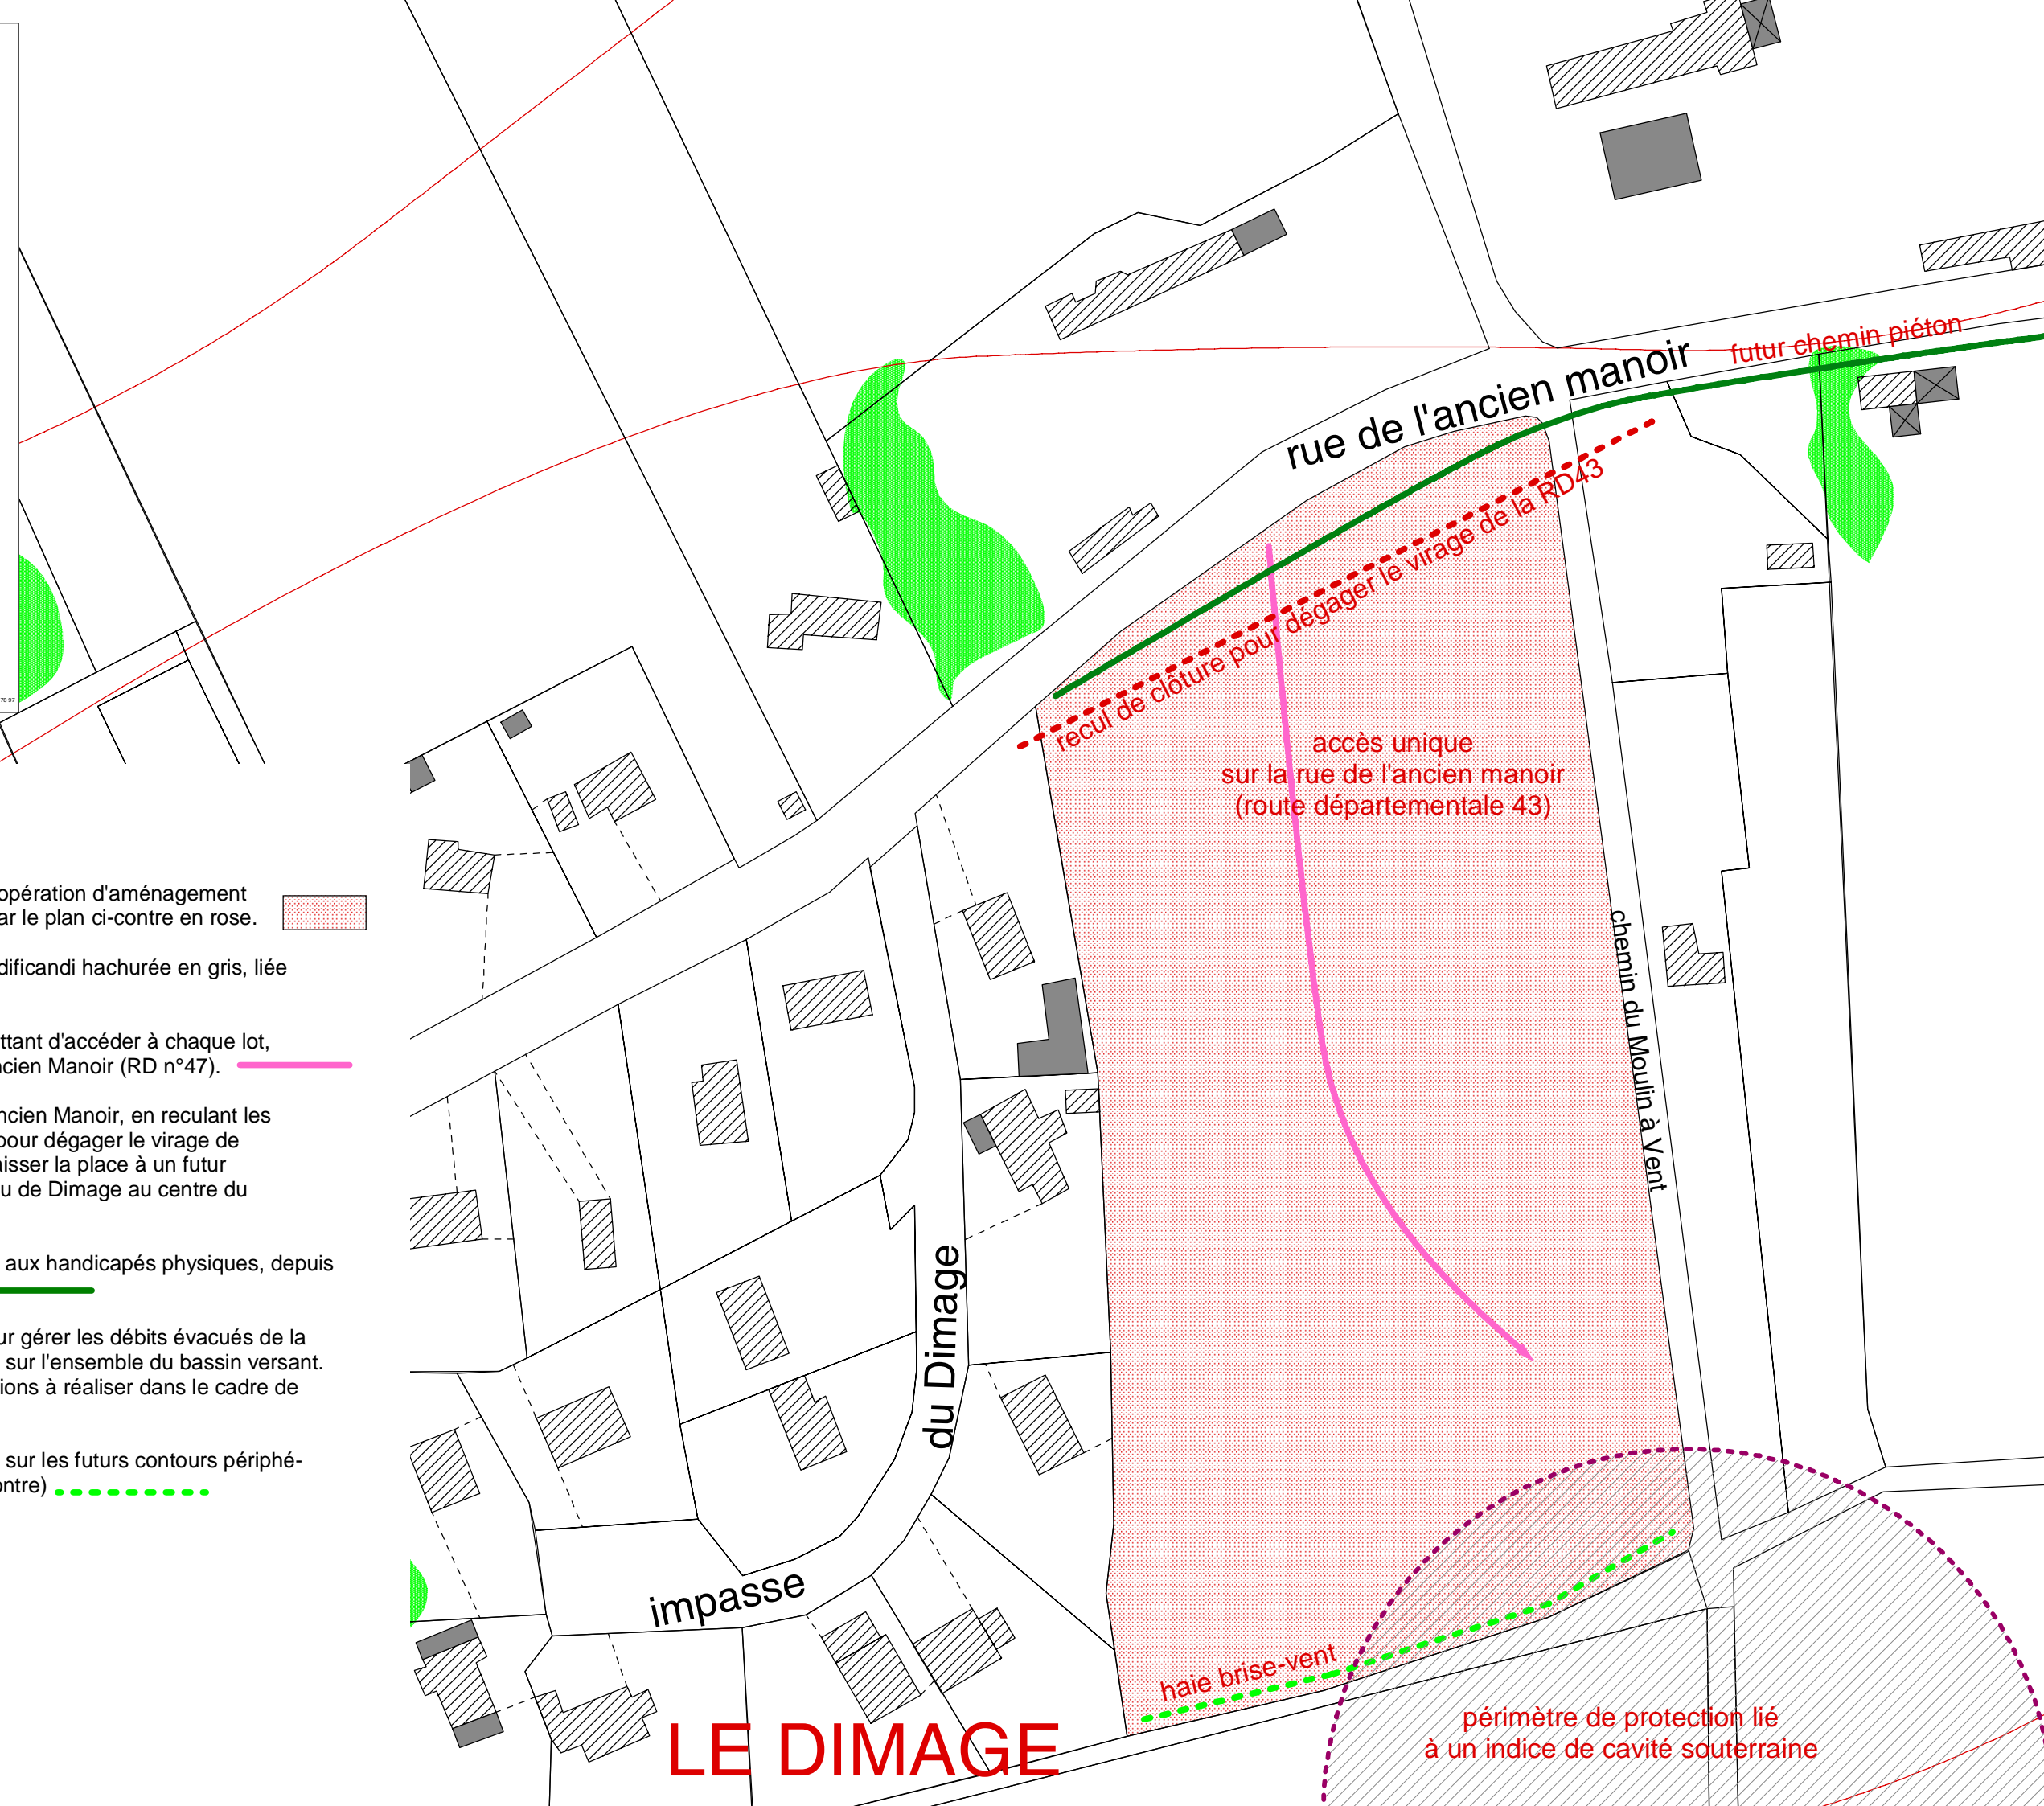 78 97
opération d'aménagement
ar le plan ci-contre en rose.
dificandi hachurée en gris, liée
ttant d'accéder à chaque lot,
ncien Manoir (RD n°47).
ncien Manoir, en reculant les
pour dégager le virage de
aisser la place à un futur
u de Dimage au centre du
aux handicapés physiques, depuis
ur gérer les débits évacués de la
sur l'ensemble du bassin versant.
ions à réaliser dans le cadre de
sur les futurs contours périphé-
ontre)
rue de l'ancien manoir
futur chemin piéton
recul de clôture pour dégager le virage de la RD43
accès unique
sur la rue de l'ancien manoir
(route départementale 43)
chemin du Moulin à Vent
impasse
du Dimage
haie brise-vent
LE DIMAGE
périmètre de protection lié
à un indice de cavité souterraine